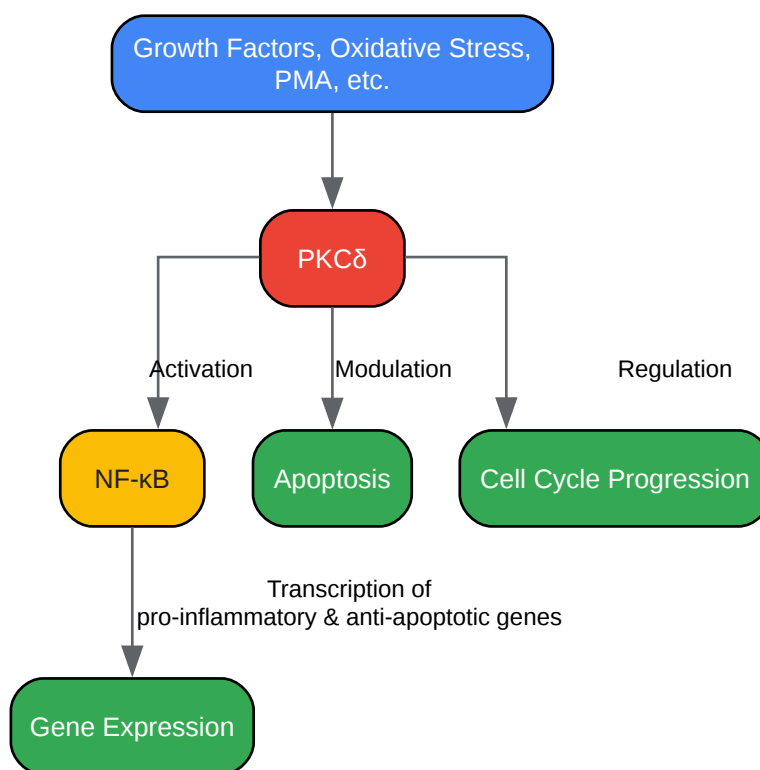 Growth Factors, Oxidative Stress,
PMA, etc.
PKCδ
Activation
Modulation
Regulation
NF-κB
Apoptosis
Cell Cycle Progression
Transcription of
pro-inflammatory & anti-apoptotic genes
Gene Expression